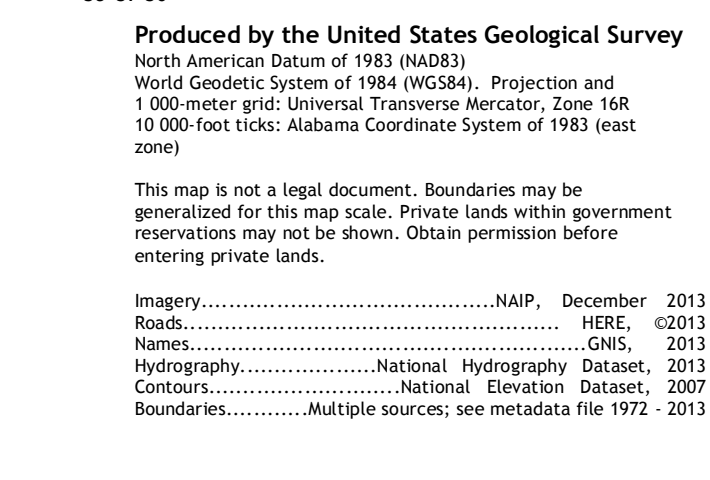 Produced by the United States Geological Survey
North American Datum of 1983 (NAD83)
World Geodetic System of 1984 (WGS84). Projection and
1 000-meter grid: Universal Transverse Mercator, Zone 16R
10 000-foot ticks: Alabama Coordinate System of 1983 (east
zone)
This map is not a legal document. Boundaries may be
generalized for this map scale. Private lands within government
reservations may not be shown. Obtain permission before
entering private lands.
Imagery............................................NAIP, December 2013
Roads........................................................ HERE, ©2013
Names...........................................................GNIS, 2013
Hydrography....................National Hydrography Dataset, 2013
Contours............................National Elevation Dataset, 2007
Boundaries............Multiple sources; see metadata file 1972 - 2013